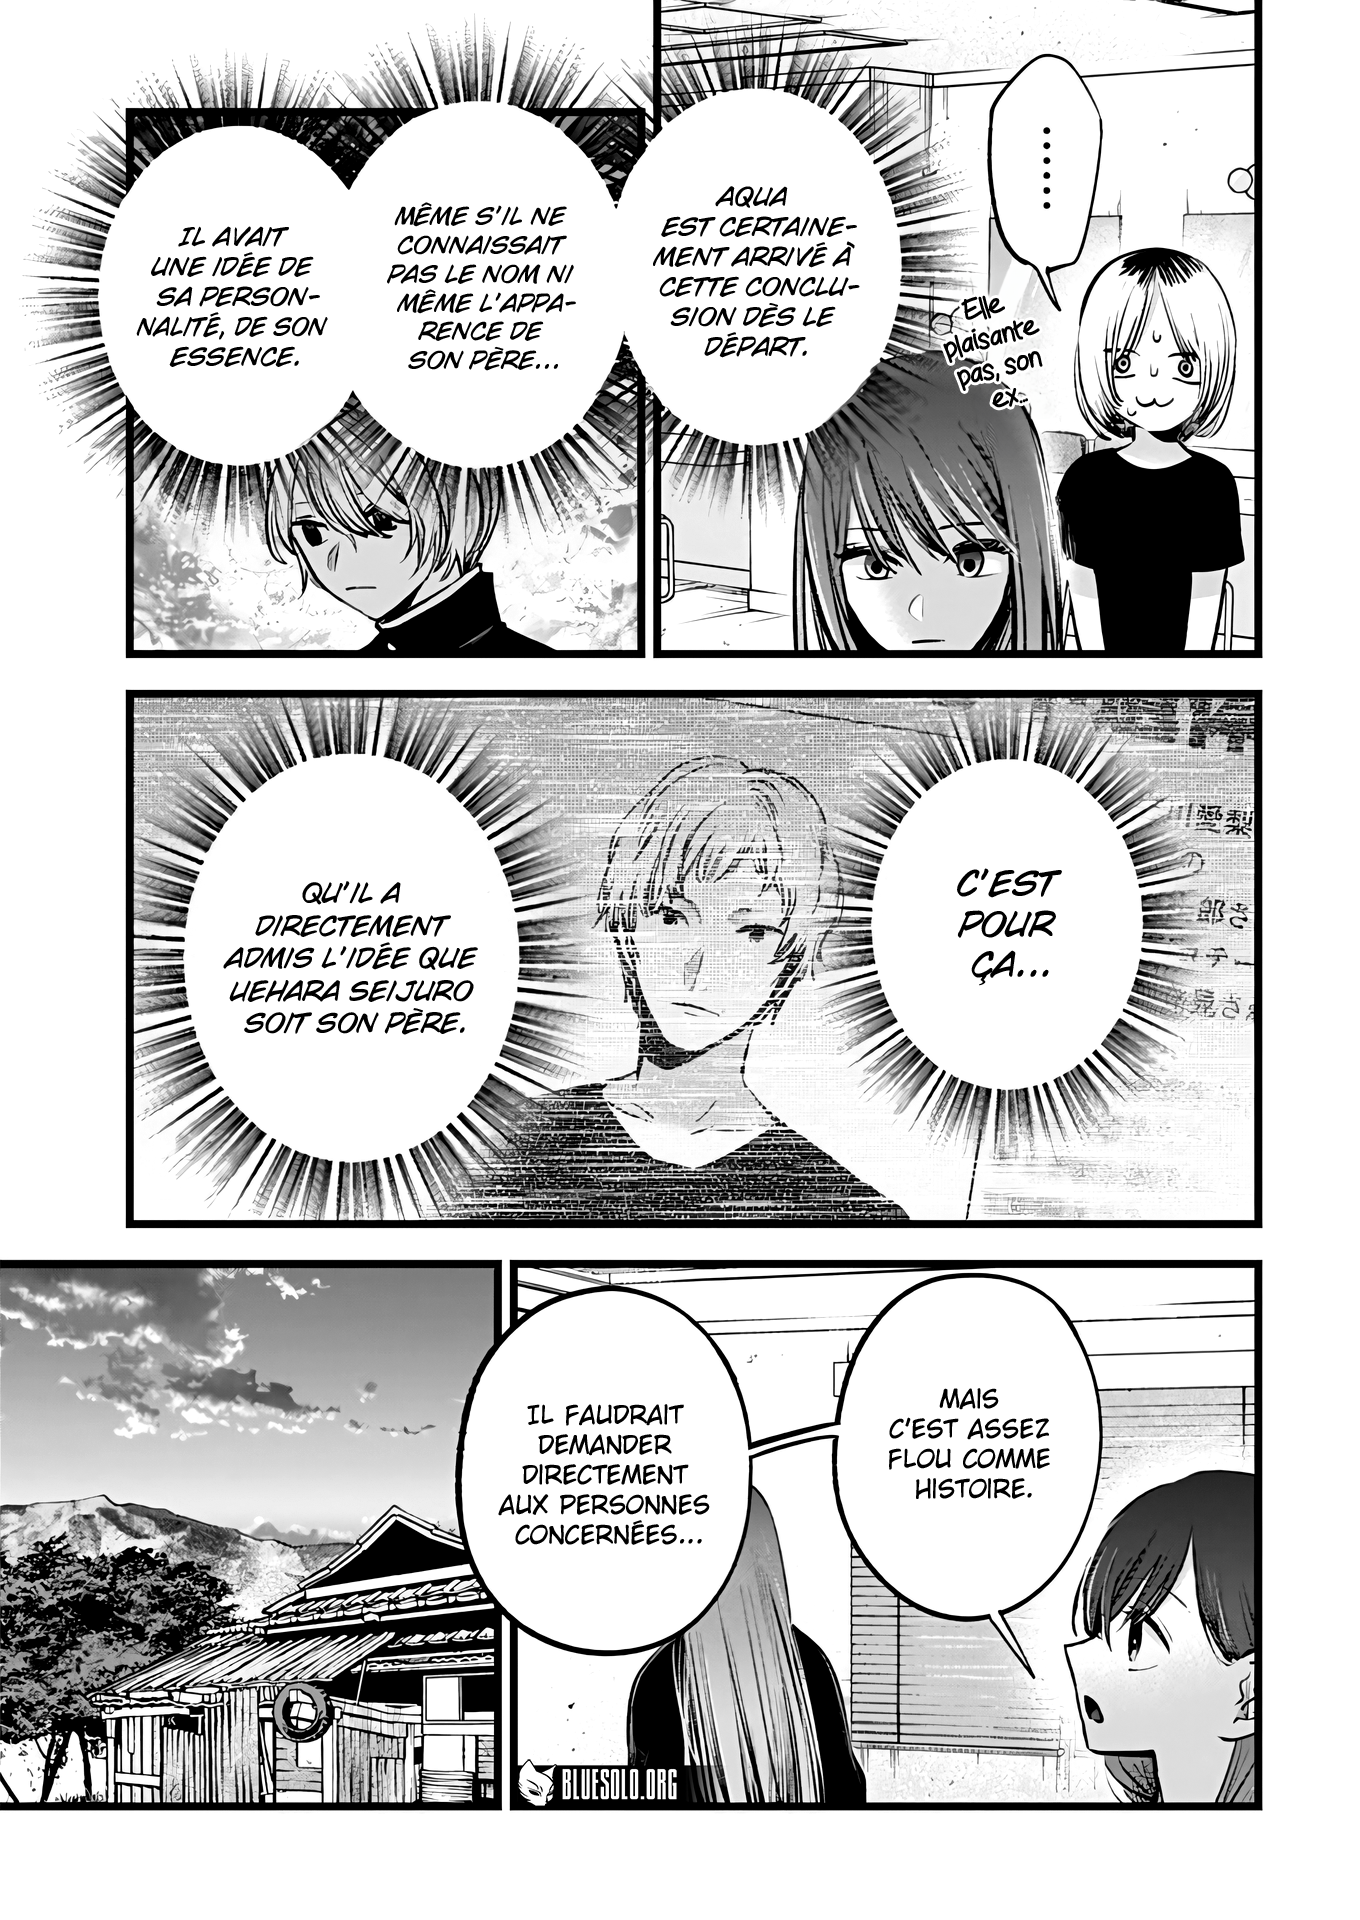 .......
Elle
plaisante
pas, son
ex...
AQUA
EST CERTAINE-
MENT ARRIVÉ À
CETTE CONCLU-
SION DÈS LE
DÉPART.
MÊME S'IL NE
CONNAISSAIT
PAS LE NOM NI
MÊME L'APPA-
RENCE DE
SON PÈRE...
IL AVAIT
UNE IDÉE DE
SA PERSON-
NALITÉ, DE SON
ESSENCE.
C'EST
POUR
ÇA...
QU'IL A
DIRECTEMENT
ADMIS L'IDÉE QUE
UEHARA SEIJURO
SOIT SON PÈRE.
MAIS
C'EST ASSEZ
FLOU COMME
HISTOIRE.
IL FAUDRAIT
DEMANDER
DIRECTEMENT
AUX PERSONNES
CONCERNÉES...
BLUESOLO.ORG